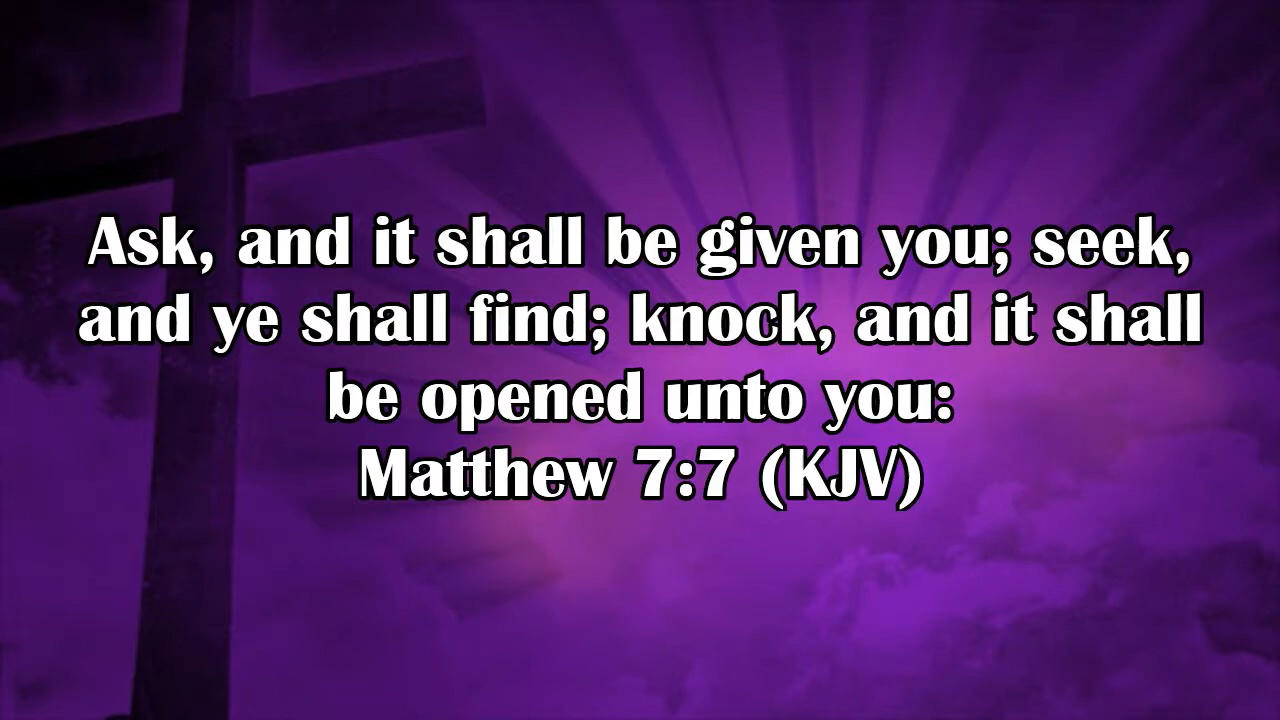 Ask, and it shall be given you; seek,
and ye shall find; knock, and it shall
be opened unto you:
Matthew 7:7 (KJV)